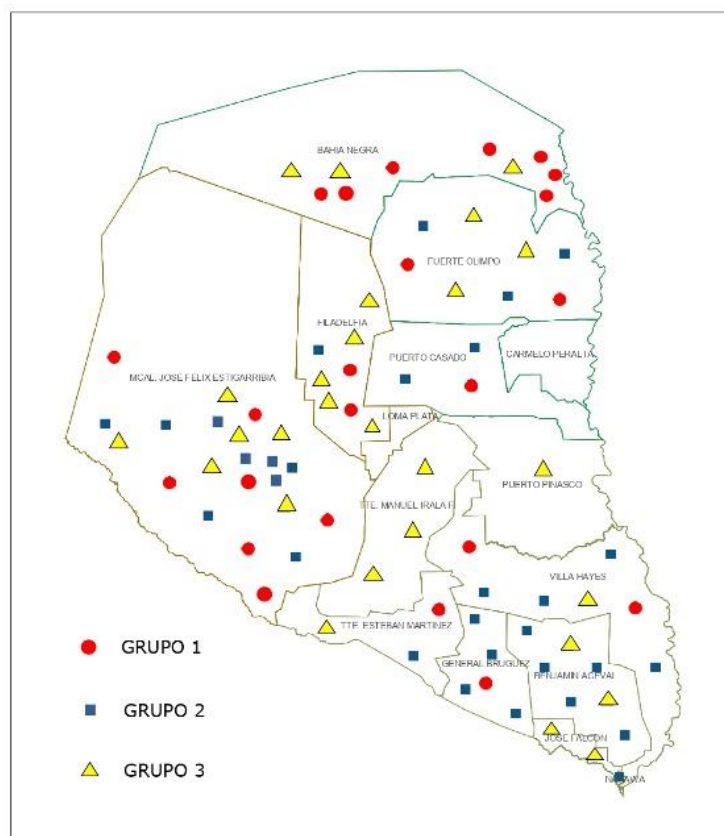 BAHIA NEGRA
FUERTE OLIMPO
FILADELFIA
PUERTO CASADO
CARMELO PERALTA
MCAL. JOSE FELIX ESTIGARRIBIA
LOMA PLATA
PUERTO PINASCO
TTE. MANUEL IRALA F.
VILLA HAYES
TTE. ESTEBAN MARTINEZ
GENERAL BRUGUEZ
BENJAMIN ACEVAL
JOSE FALCON
GRUPO 1
GRUPO 2
GRUPO 3